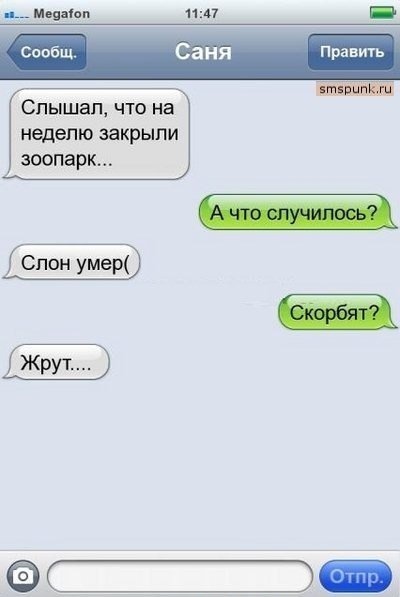 Megafon 11:47
Сообщ. Саня Править
smspunk.ru
Слышал, что на
неделю закрыли
зоопарк...
А что случилось?
Слон умер(
Скорбят?
Жрут....
Отпр.